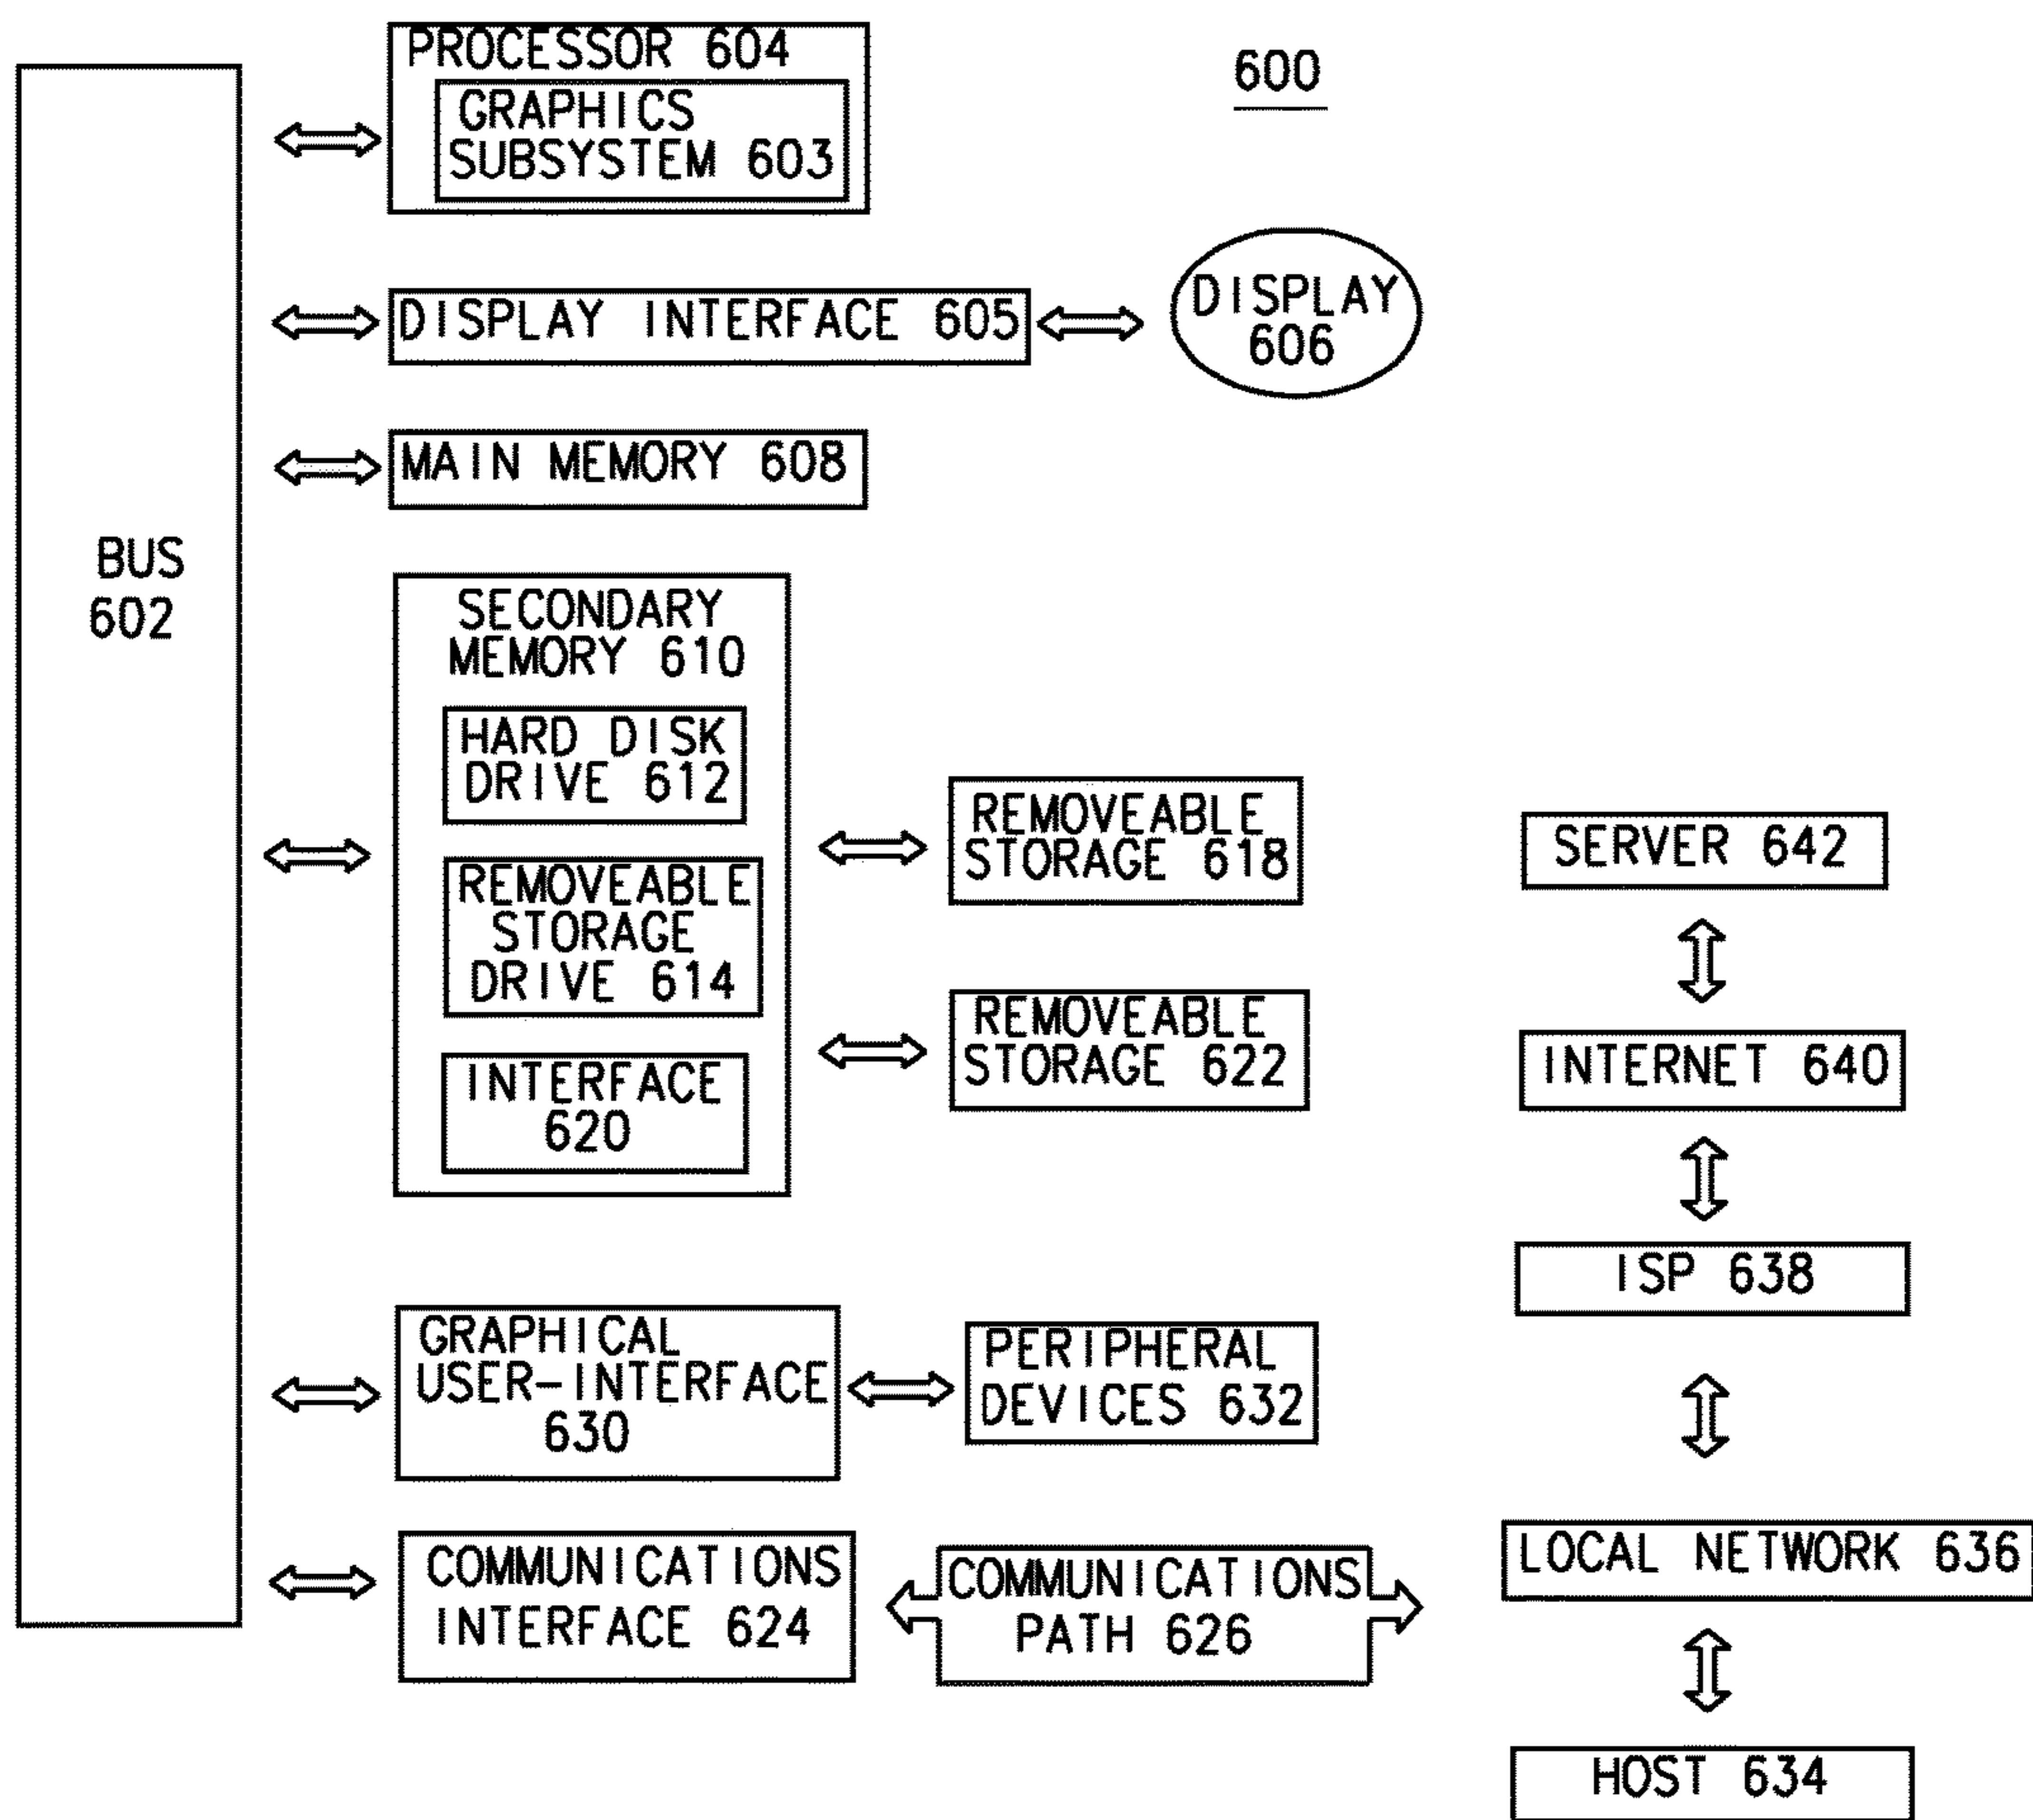 PROCESSOR 604
GRAPHICS
SUBSYSTEM 603
600
DISPLAY INTERFACE 605
DISPLAY
606
MAIN MEMORY 608
BUS
602
SECONDARY
MEMORY 610
HARD DISK
DRIVE 612
REMOVEABLE
STORAGE
DRIVE 614
INTERFACE
620
REMOVEABLE
STORAGE 618
REMOVEABLE
STORAGE 622
SERVER 642
INTERNET 640
ISP 638
GRAPHICAL
USER-INTERFACE
630
PERIPHERAL
DEVICES 632
COMMUNICATIONS
INTERFACE 624
COMMUNICATIONS
PATH 626
LOCAL NETWORK 636
HOST 634